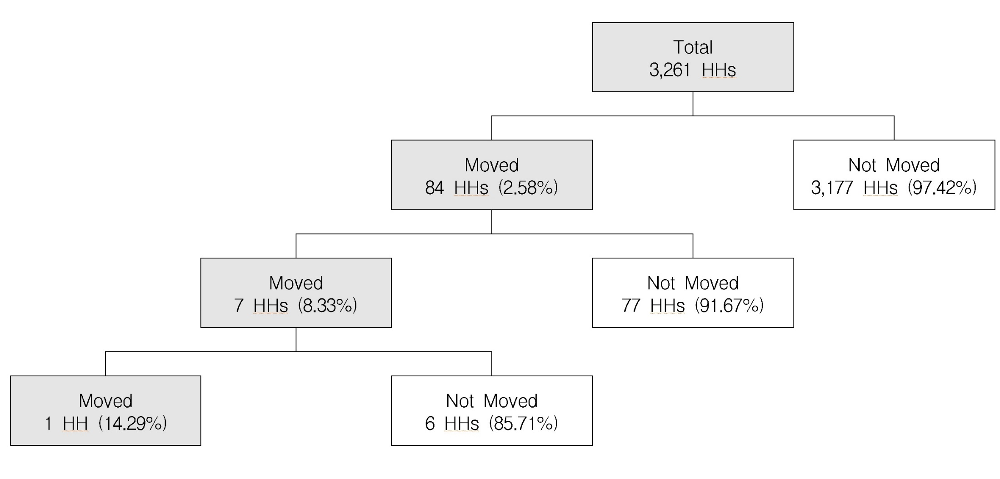 Total
3,261 HHs
Moved
84 HHs (2.58%)
Not Moved
3,177 HHs (97.42%)
Moved
7 HHs (8.33%)
Not Moved
77 HHs (91.67%)
Moved
1 HH (14.29%)
Not Moved
6 HHs (85.71%)